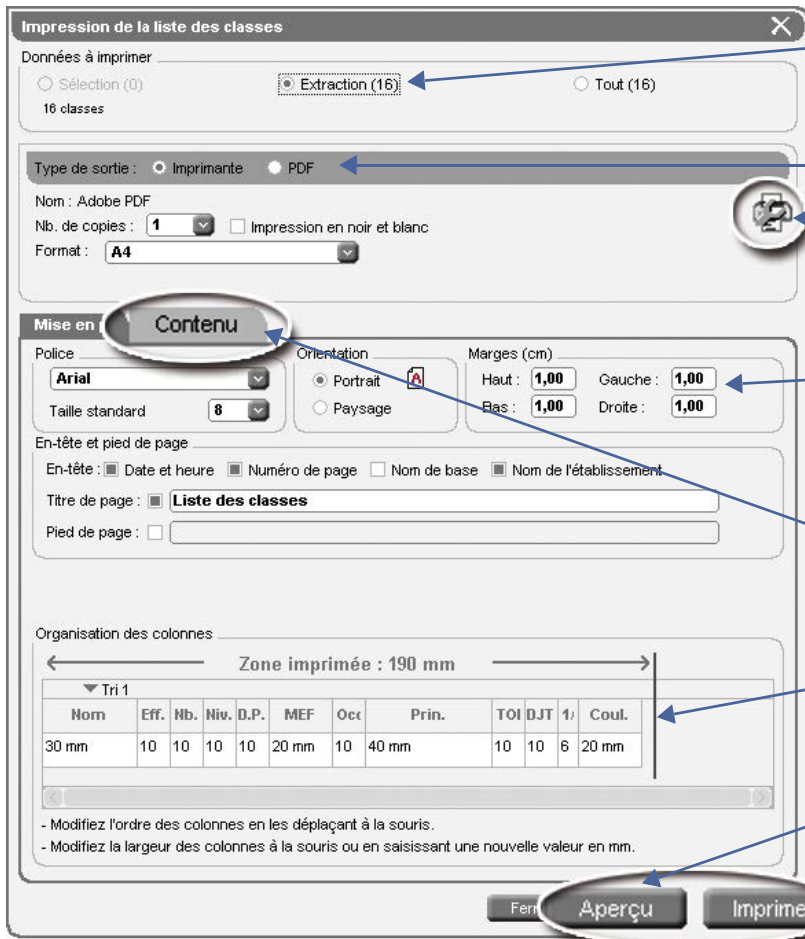 Impression de la liste des classes
Données à imprimer
Sélection (0) Extraction (16) Tout (16)
16 classes
Type de sortie : Imprimante PDF
Nom : Adobe PDF
Nb. de copies : 1 Impression en noir et blanc
Format : A4
Mise en Contenu
Police Orientation Marges (cm)
Arial Portrait A Haut : 1,00 Gauche : 1,00
Taille standard 8 Paysage Bas : 1,00 Droite : 1,00
En-tête et pied de page
En-tête : Date et heure Numéro de page Nom de base Nom de l'établissement
Titre de page : Liste des classes
Pied de page :
Organisation des colonnes
Zone imprimée : 190 mm
Tri 1
Nom Eff. Nb. Niv. D.P. MEF Occ Prin. TOI DJT 1/ Coul.
30 mm 10 10 10 10 20 mm 10 40 mm 10 10 6 20 mm
- Modifiez l'ordre des colonnes en les déplaçant à la souris.
- Modifiez la largeur des colonnes à la souris ou en saisissant une nouvelle valeur en mm.
Fer Aperçu Imprime